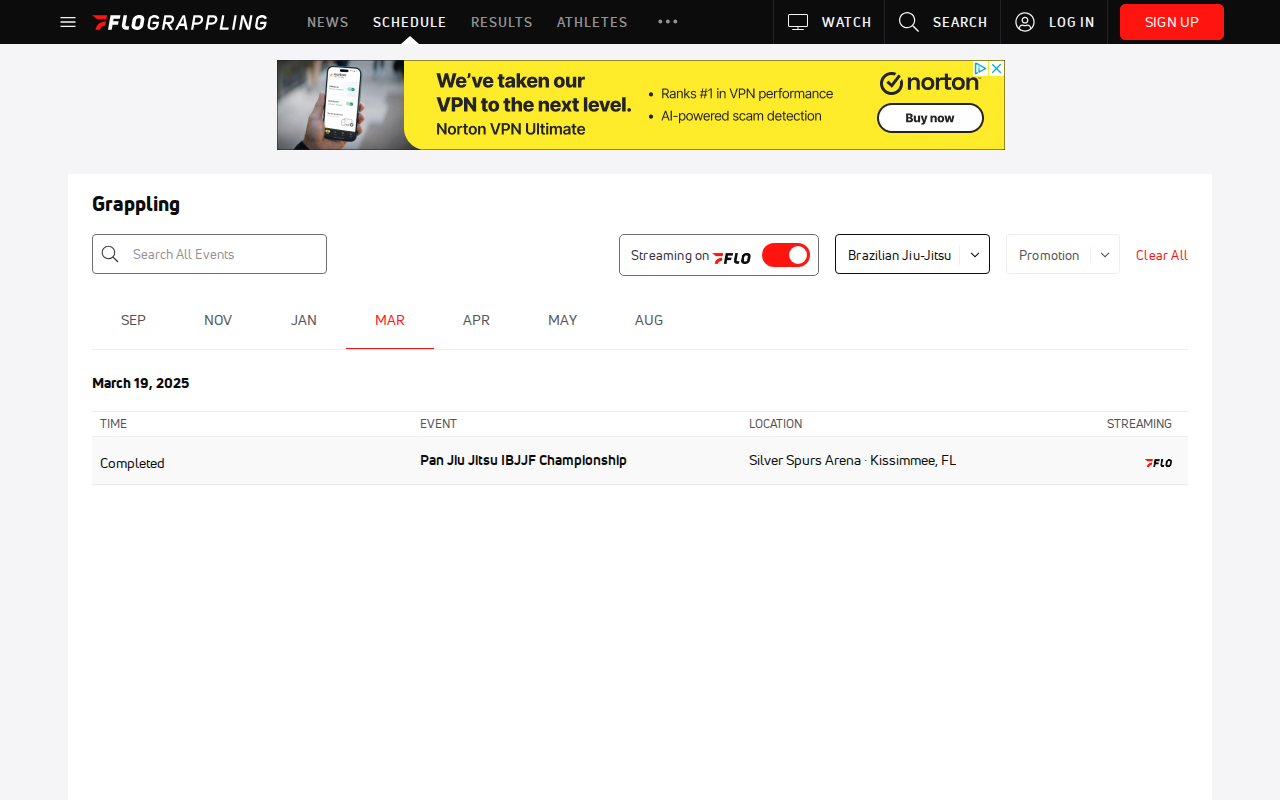 FLOGRAPPLING NEWS SCHEDULE RESULTS ATHLETES WATCH SEARCH LOG IN SIGN UP
We've taken our
VPN to the next level.
Norton VPN Ultimate
• Ranks #1 in VPN performance
• AI-powered scam detection
norton
Buy now
Grappling
Search All Events
Streaming on FLO
Brazilian Jiu-Jitsu
Promotion
Clear All
SEP NOV JAN MAR APR MAY AUG
March 19, 2025
TIME EVENT LOCATION STREAMING
Completed Pan Jiu Jitsu IBJJF Championship Silver Spurs Arena · Kissimmee, FL FLO